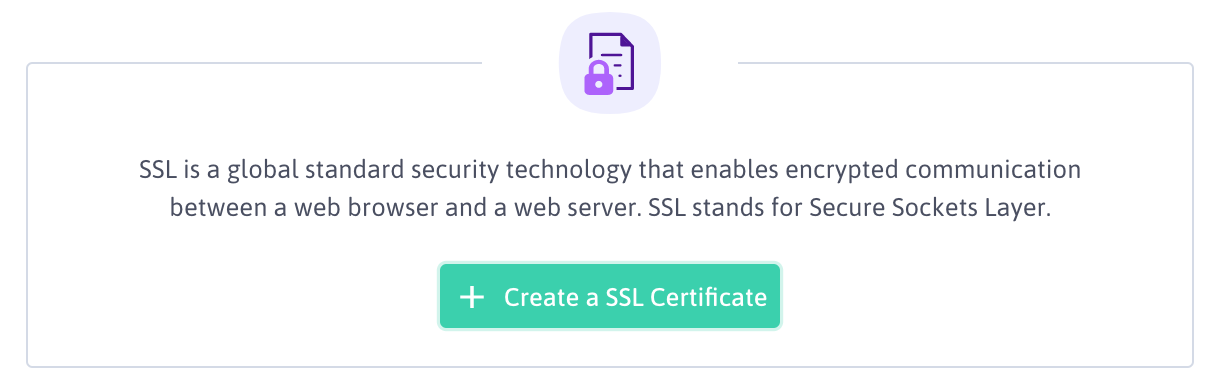 SSL is a global standard security technology that enables encrypted communication
between a web browser and a web server. SSL stands for Secure Sockets Layer.
+ Create a SSL Certificate